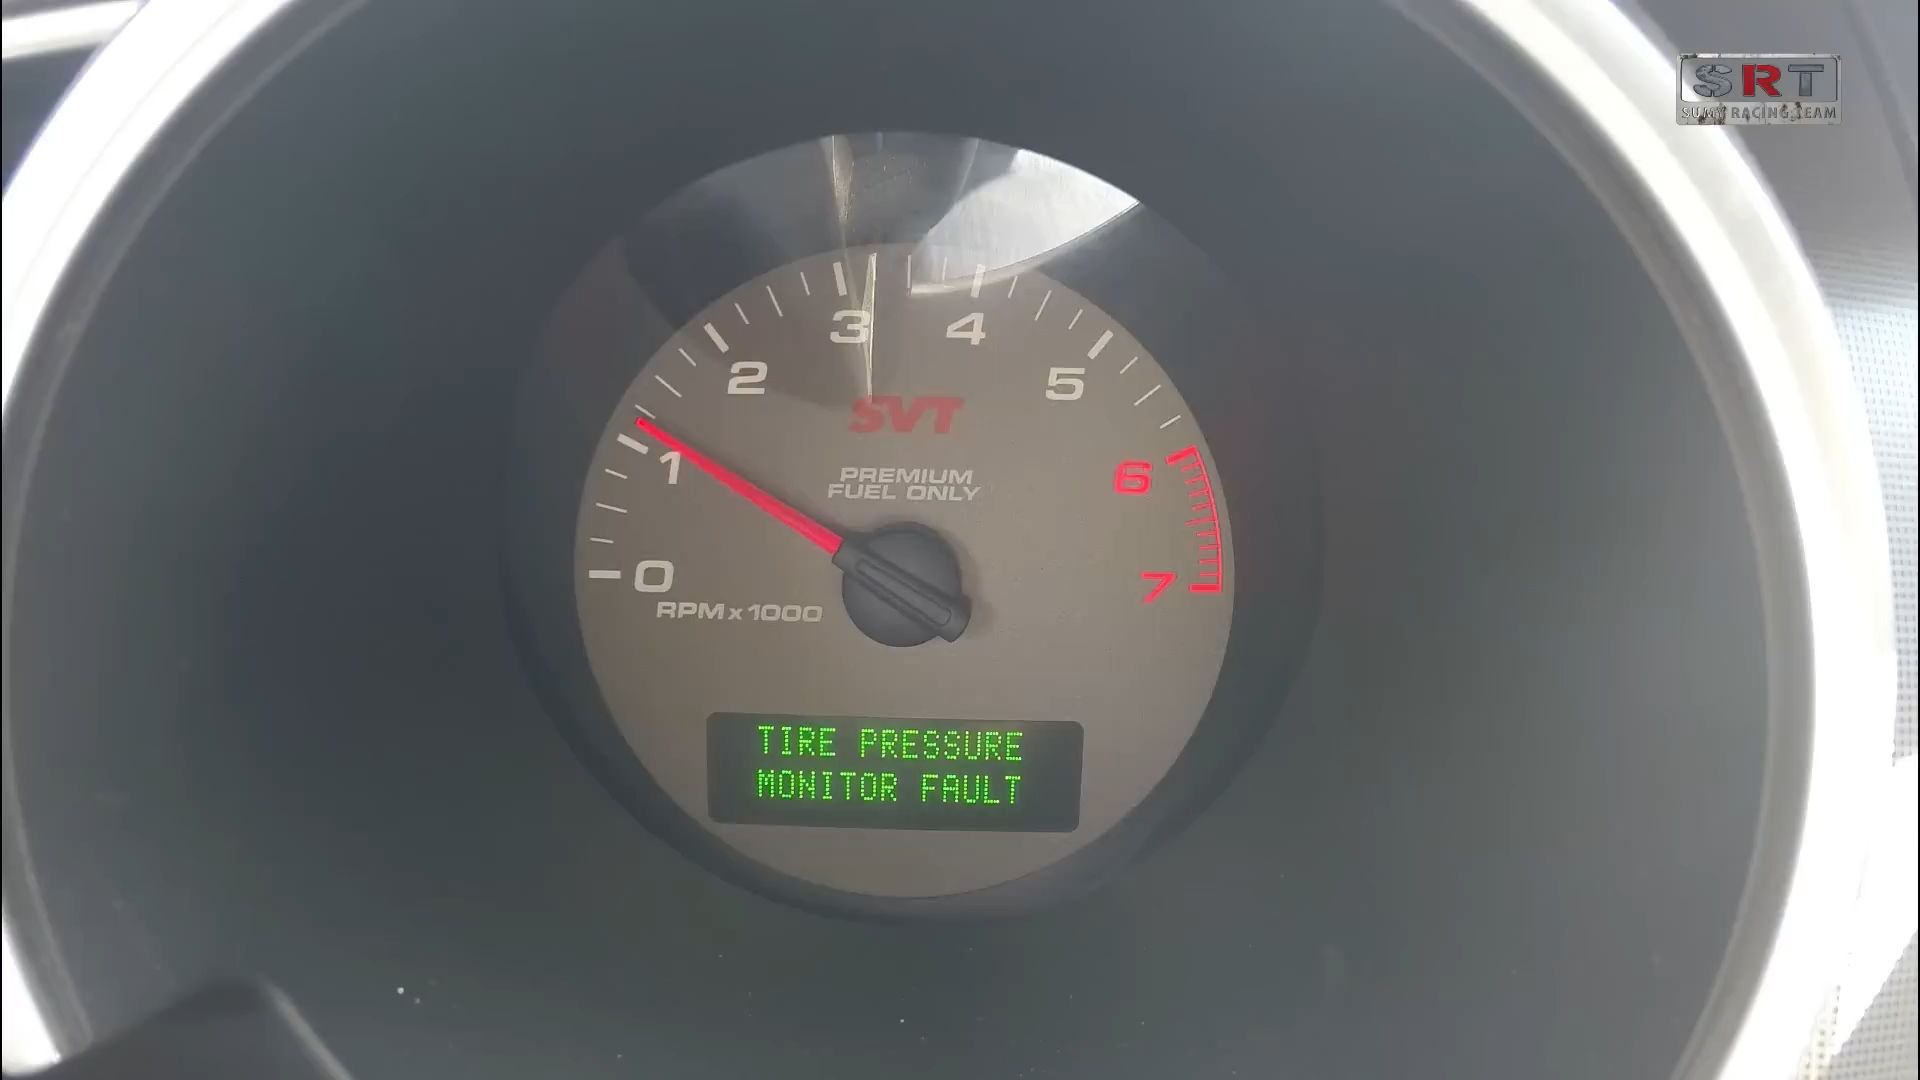 SRT
SUMY RACING TEAM
3
4
2
5
SVT
1
PREMIUM
FUEL ONLY
6
0
7
RPM x 1000
TIRE PRESSURE
MONITOR FAULT